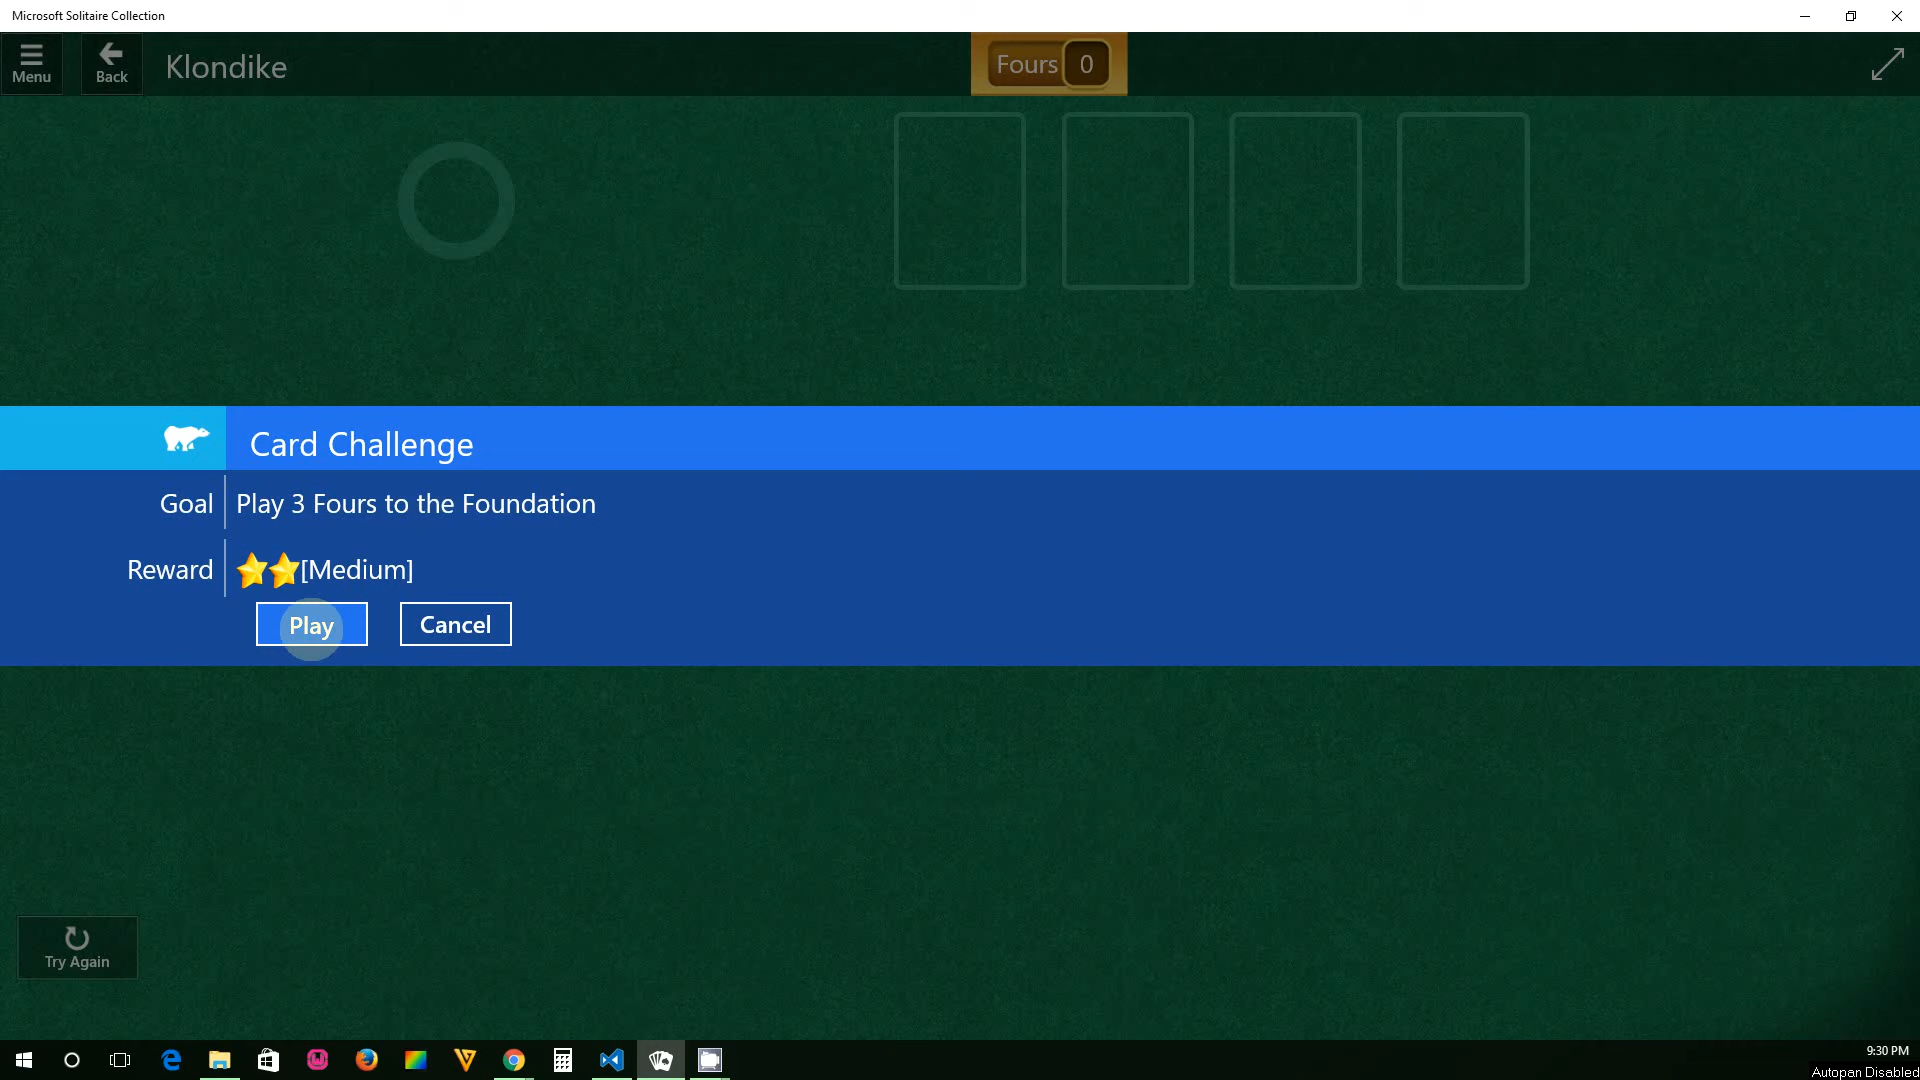 Microsoft Solitaire Collection
Menu
Back
Klondike
Fours 0
Card Challenge
Goal
Play 3 Fours to the Foundation
Reward
[Medium]
Play
Cancel
Try Again
9:30 PM
Autopan Disabled